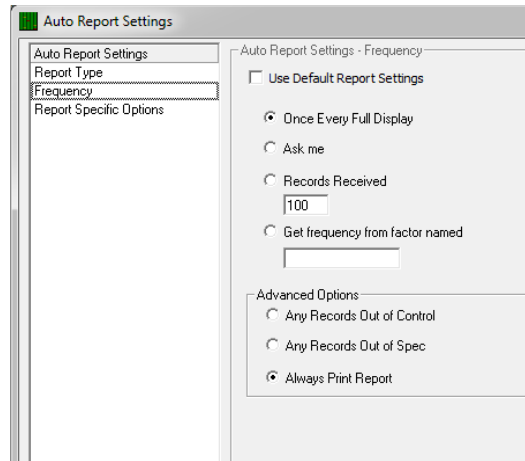 Auto Report Settings
Auto Report Settings
Report Type
Frequency
Report Specific Options
Auto Report Settings - Frequency
Use Default Report Settings
Once Every Full Display
Ask me
Records Received
100
Get frequency from factor named
Advanced Options
Any Records Out of Control
Any Records Out of Spec
Always Print Report